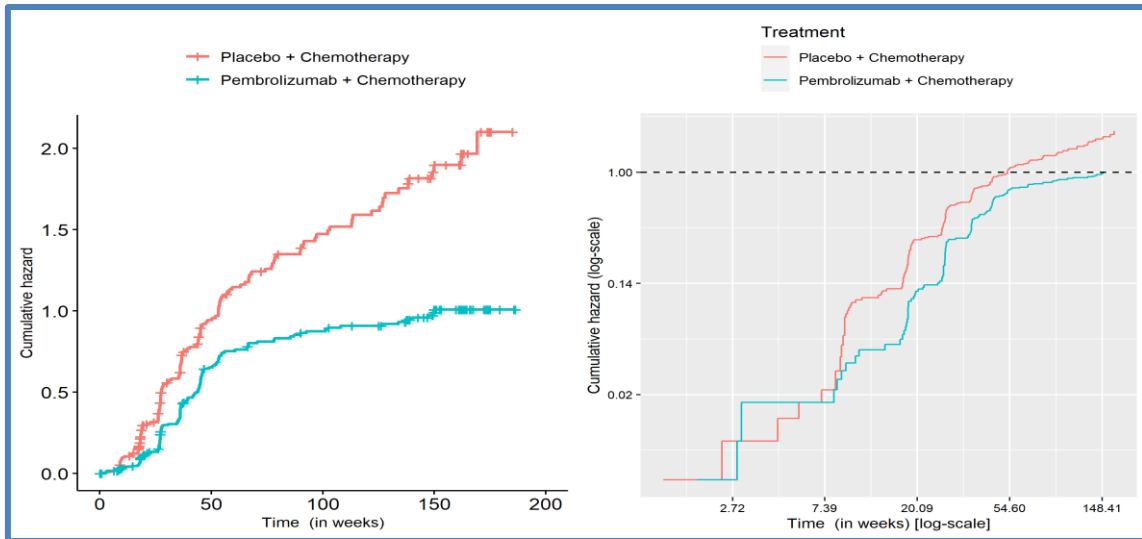 Placebo + Chemotherapy
Pembrolizumab + Chemotherapy
Cumulative hazard
2.0
1.5
1.0
0.5
0.0
0
50
100
150
200
Time (in weeks)
Treatment
Placebo + Chemotherapy
Pembrolizumab + Chemotherapy
Cumulative hazard (log-scale)
1.00
0.14
0.02
2.72
7.39
20.09
54.60
148.41
Time (in weeks) [log-scale]